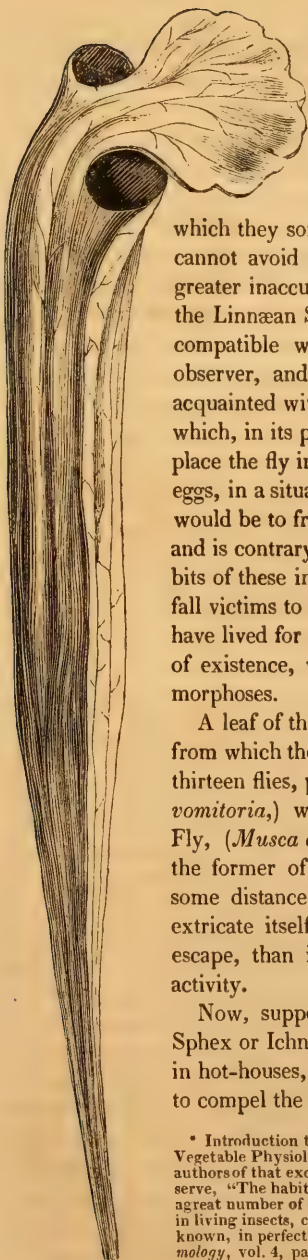 which they so
cannot avoid
greater inaccu
the Linnæan S
compatible w
observer, and
acquainted wi
which, in its p
place the fly in
eggs, in a situa
would be to fr
and is contrary
bits of these in
fall victims to
have lived for
of existence, v
morphoses.
A leaf of th
from which the
thirteen flies, p
vomitoria,) w
Fly, (Musca
the former of
some distance
extricate itself
escape, than i
activity.
Now, suppo
Sphex or Ichn
in hot-houses,
to compel the
* Introduction t
Vegetable Physiol
authors of that exc
serve, “The habit
agreat number of
in living insects, c
known, in perfect
mology, vol. 4, pa